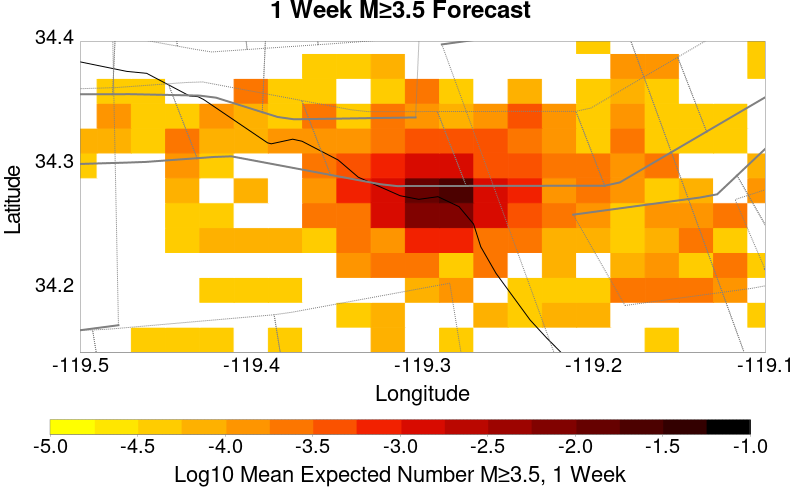 1 Week M≥3.5 Forecast
34.4
34.3
34.2
Latitude
-119.5 -119.4 -119.3 -119.2 -119.1
Longitude
-5.0 -4.5 -4.0 -3.5 -3.0 -2.5 -2.0 -1.5 -1.0
Log10 Mean Expected Number M≥3.5, 1 Week